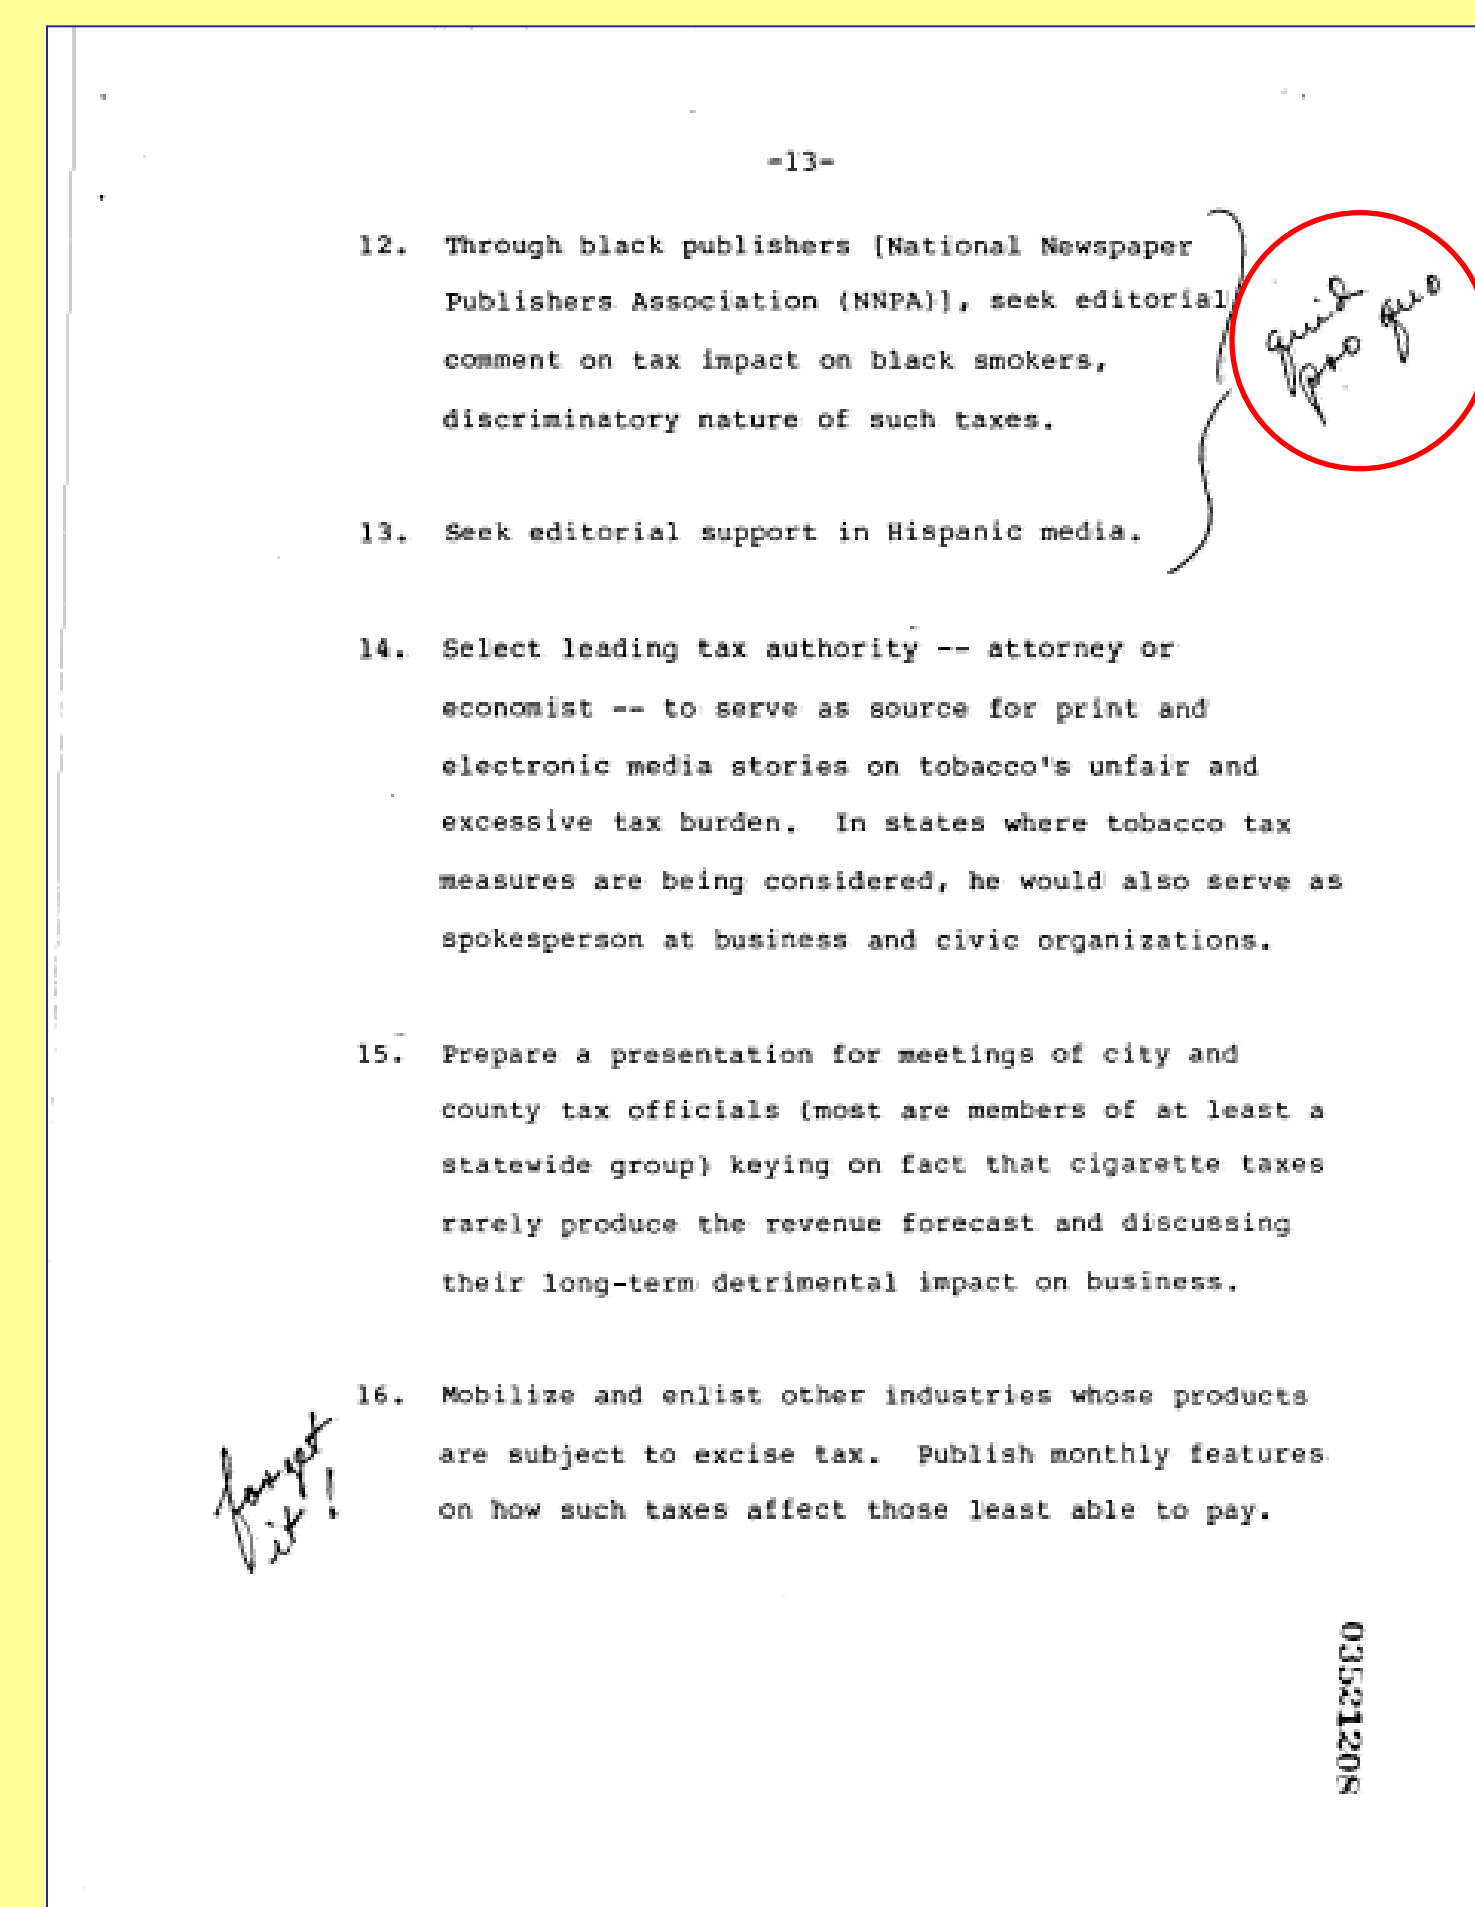 -13-
12. Through black publishers [National Newspaper
Publishers Association (NNPA)], seek editorial
comment on tax impact on black smokers,
discriminatory nature of such taxes.
quid
pro quo
13. Seek editorial support in Hispanic media.
14. Select leading tax authority -- attorney or
economist -- to serve as source for print and
electronic media stories on tobacco's unfair and
excessive tax burden. In states where tobacco tax
measures are being considered, he would also serve as
spokesperson at business and civic organizations.
15. Prepare a presentation for meetings of city and
county tax officials (most are members of at least a
statewide group) keying on fact that cigarette taxes
rarely produce the revenue forecast and discussing
their long-term detrimental impact on business.
16. Mobilize and enlist other industries whose products
are subject to excise tax. Publish monthly features
on how such taxes affect those least able to pay.
forget
it!
03521208